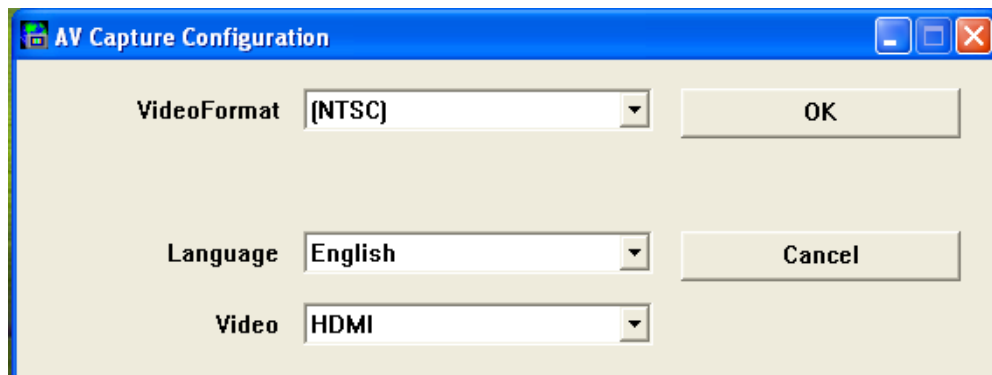 AV Capture Configuration
VideoFormat (NTSC) OK
Language English Cancel
Video HDMI